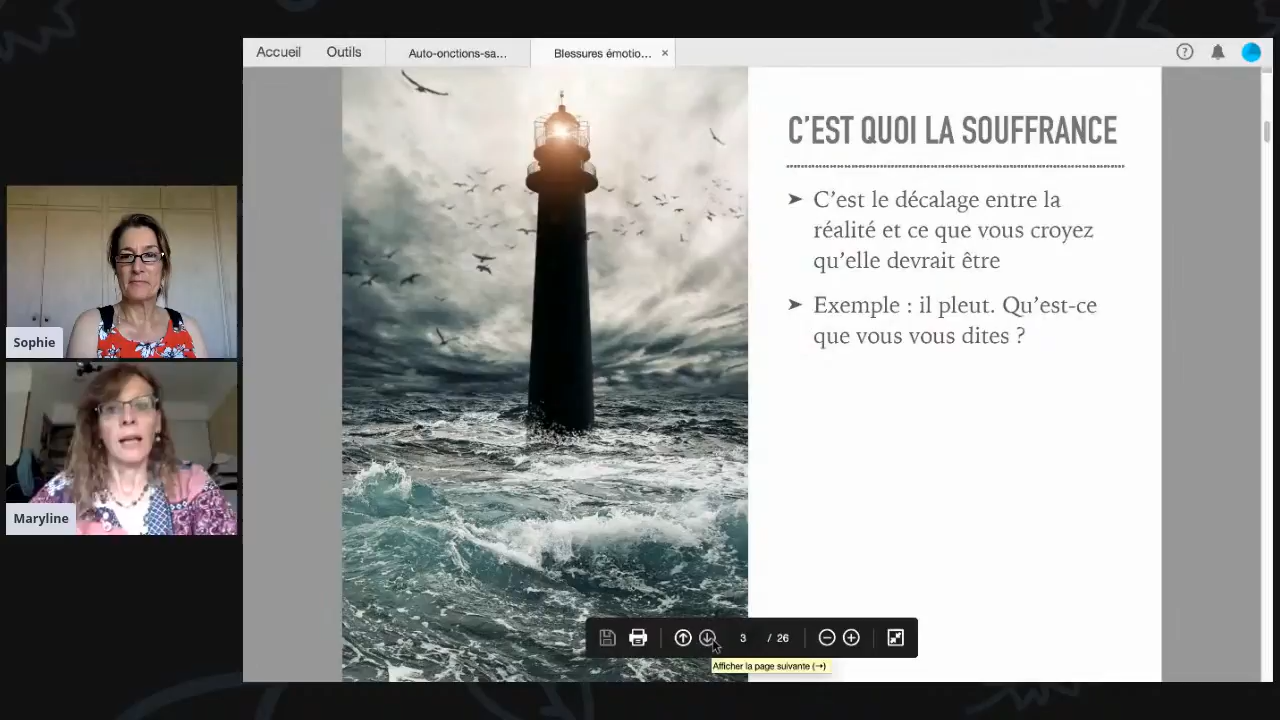 Accueil
Outils
Auto-onctions-sa...
Blessures émotio...
×
?
C'EST QUOI LA SOUFFRANCE
➤ C'est le décalage entre la
réalité et ce que vous croyez
qu'elle devrait être
➤ Exemple : il pleut. Qu'est-ce
que vous vous dites ?
Sophie
Maryline
3 / 26
Afficher la page suivante (→)